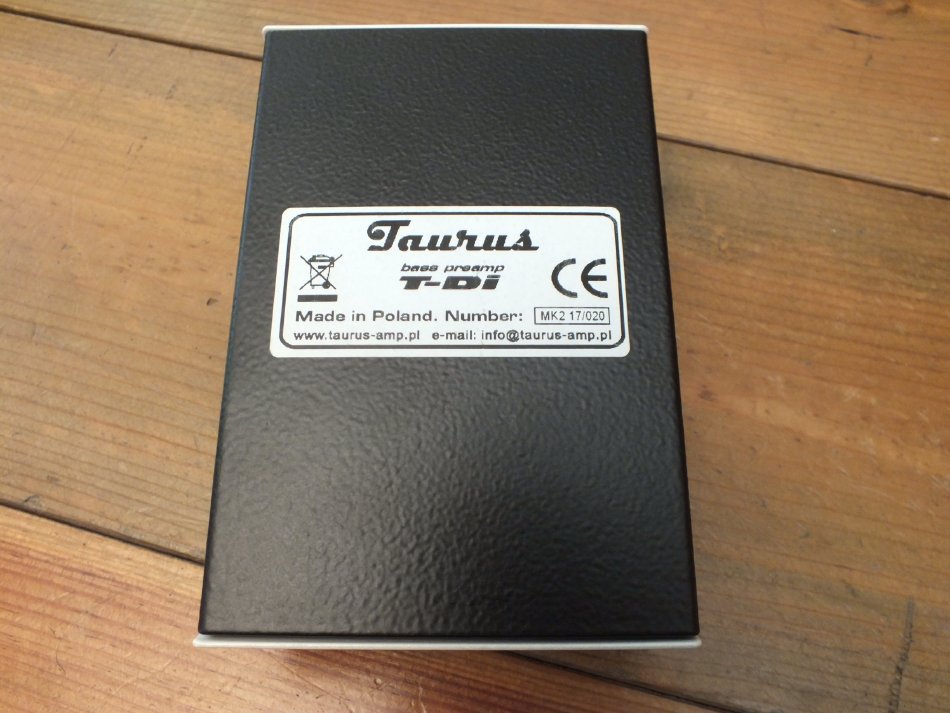 Taurus
bass preamp
T-Di
CE
Made in Poland. Number: MK2 17/020
www.taurus-amp.pl e-mail: info@taurus-amp.pl